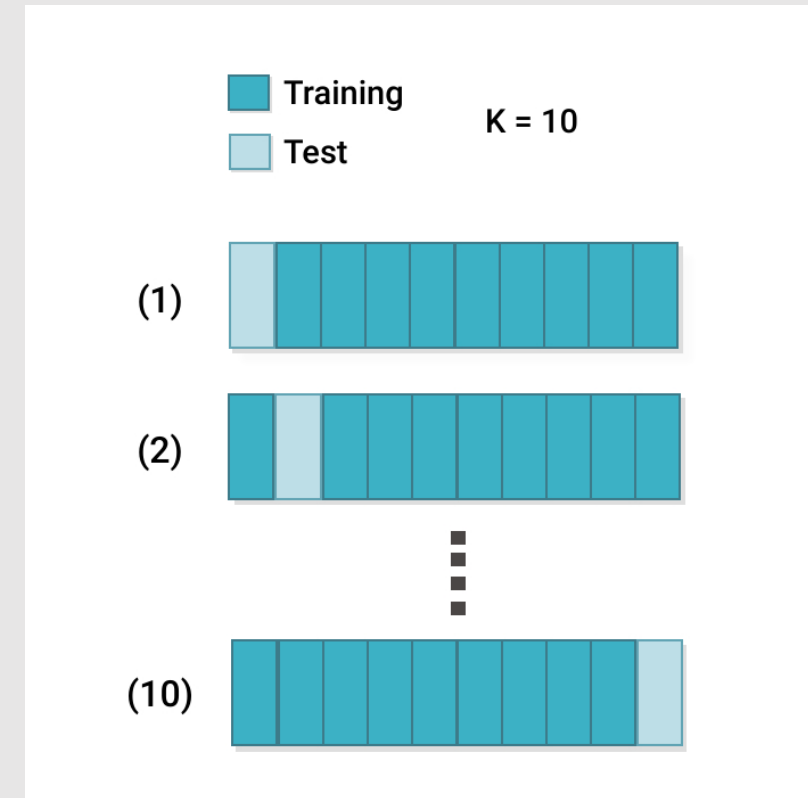 Training
K = 10
Test
(1)
(2)
(10)